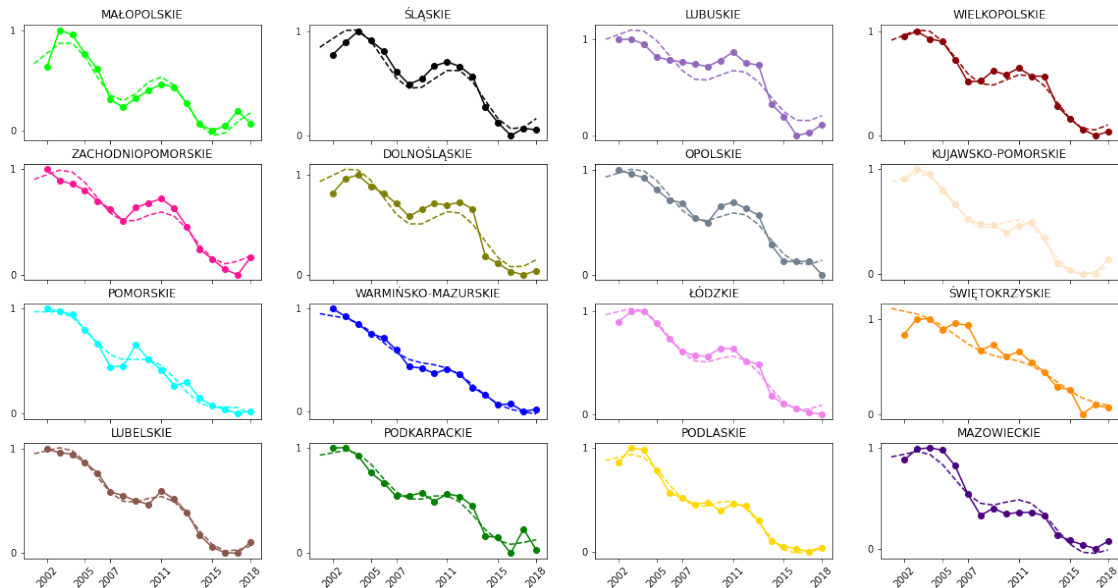 MAŁOPOLSKIE ŚLĄSKIE LUBUSKIE WIELKOPOLSKIE
1 1 1 1
0 0 0 0
ZACHODNIOPOMORSKIE DOLNOŚLĄSKIE OPOLSKIE KUJAWSKO-POMORSKIE
1 1 1 1
0 0 0 0
POMORSKIE WARMIŃSKO-MAZURSKIE ŁÓDZKIE ŚWIĘTOKRZYSKIE
1 1 1 1
0 0 0 0
LUBELSKIE PODKARPACKIE PODLASKIE MAZOWIECKIE
1 1 1 1
0 0 0 0
2002 2005 2007 2011 2015 2018 2002 2005 2007 2011 2015 2018 2002 2005 2007 2011 2015 2018 2002 2005 2007 2011 2015 2018